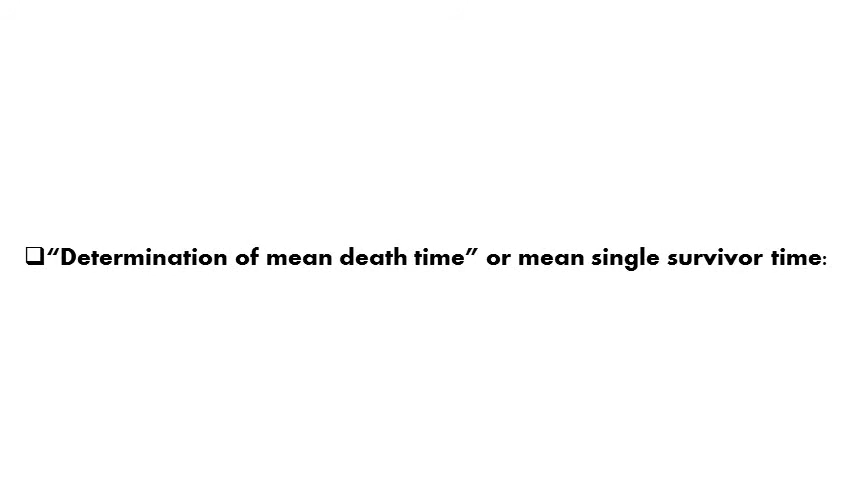 ❑“Determination of mean death time” or mean single survivor time: